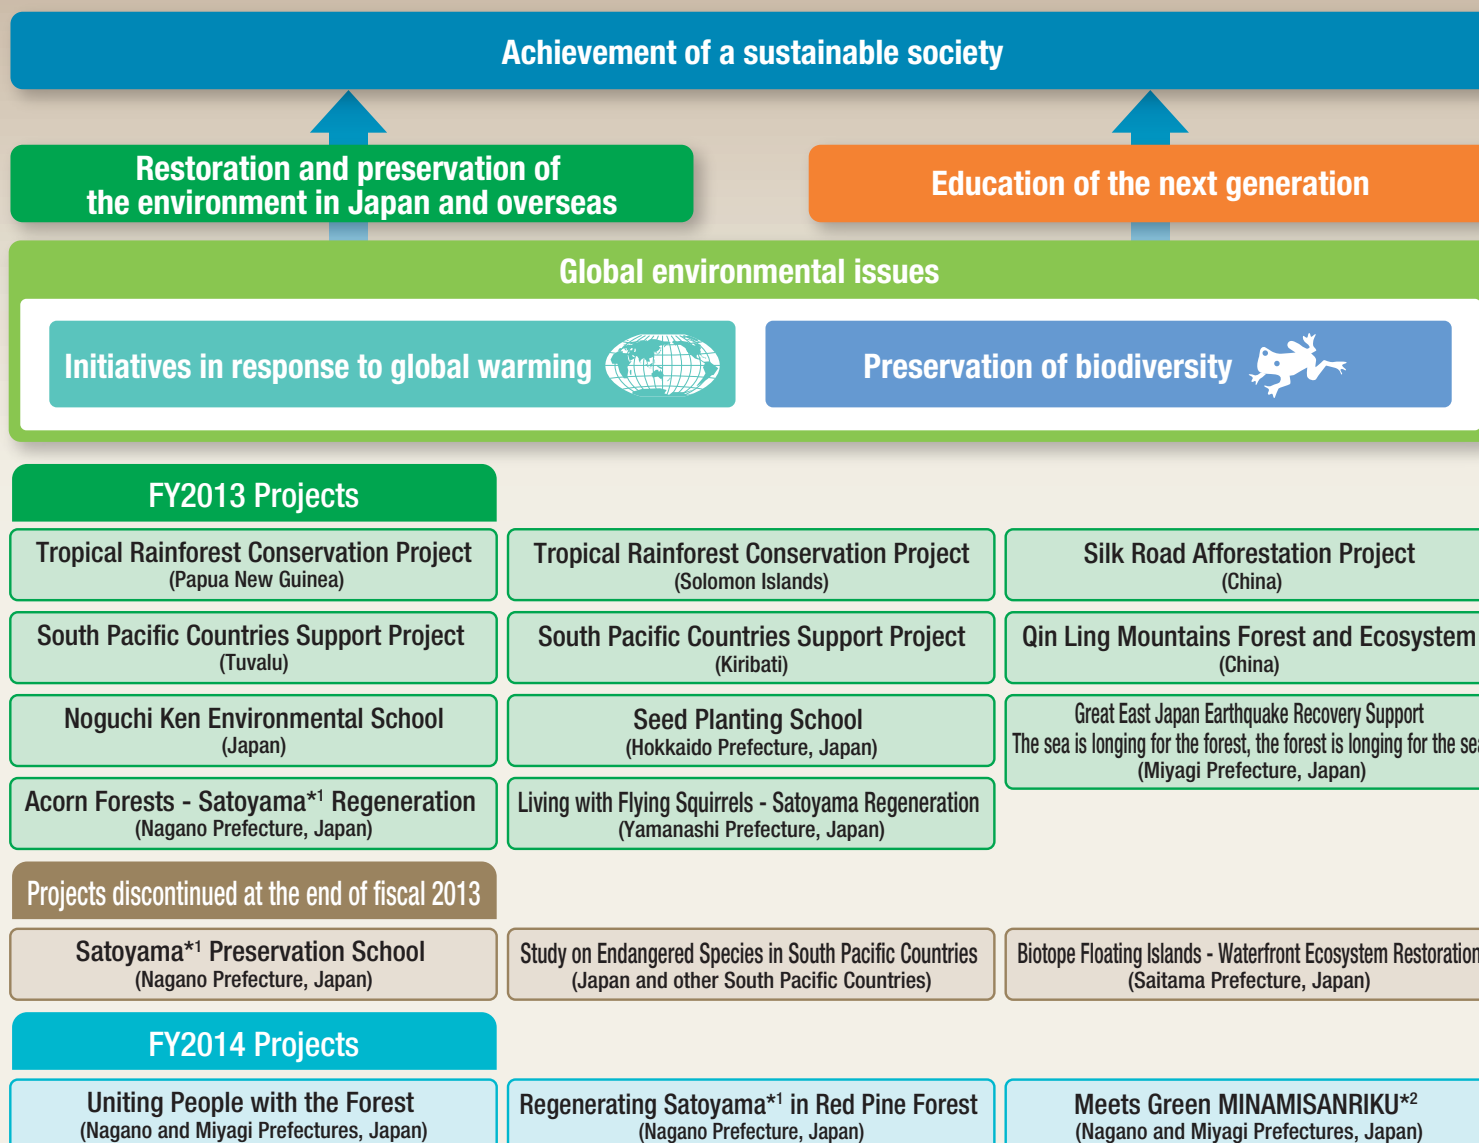 Achievement of a sustainable society
Restoration and preservation of
the environment in Japan and overseas
Education of the next generation
Global environmental issues
Initiatives in response to global warming
Preservation of biodiversity
FY2013 Projects
Tropical Rainforest Conservation Project
(Papua New Guinea)
Tropical Rainforest Conservation Project
(Solomon Islands)
Silk Road Afforestation Project
(China)
South Pacific Countries Support Project
(Tuvalu)
South Pacific Countries Support Project
(Kiribati)
Qin Ling Mountains Forest and Ecosystem
(China)
Noguchi Ken Environmental School
(Japan)
Seed Planting School
(Hokkaido Prefecture, Japan)
Great East Japan Earthquake Recovery Support
The sea is longing for the forest, the forest is longing for the sea
(Miyagi Prefecture, Japan)
Acorn Forests - Satoyama*1 Regeneration
(Nagano Prefecture, Japan)
Living with Flying Squirrels - Satoyama Regeneration
(Yamanashi Prefecture, Japan)
Projects discontinued at the end of fiscal 2013
Satoyama*1 Preservation School
(Nagano Prefecture, Japan)
Study on Endangered Species in South Pacific Countries
(Japan and other South Pacific Countries)
Biotope Floating Islands - Waterfront Ecosystem Restoration
(Saitama Prefecture, Japan)
FY2014 Projects
Uniting People with the Forest
(Nagano and Miyagi Prefectures, Japan)
Regenerating Satoyama*1 in Red Pine Forest
(Nagano Prefecture, Japan)
Meets Green MINAMISANRIKU*2
(Nagano and Miyagi Prefectures, Japan)